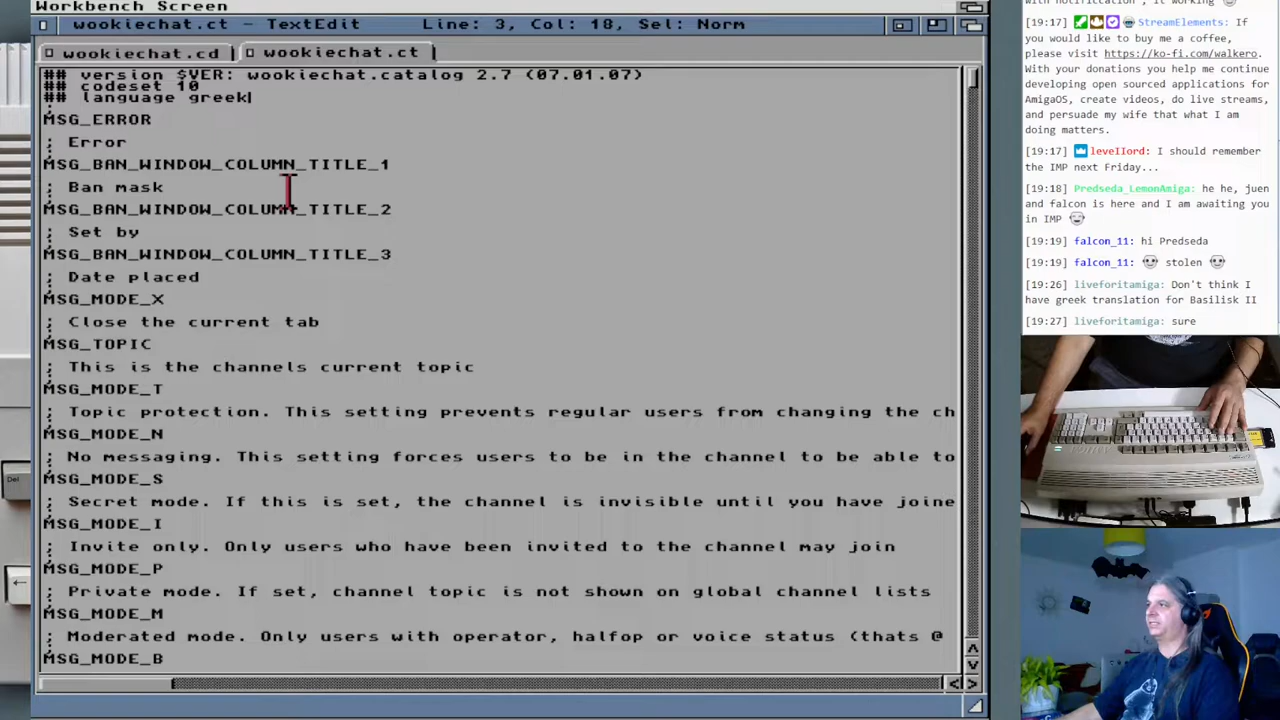 Workbench Screen
wookiechat.ct - TextEdit Line: 3, Col: 18, Sel: Norm
wookiechat.cd
wookiechat.ct
## version $VER: wookiechat.catalog 2.7 (07.01.07)
## codeset 10
## language greek
;
MSG_ERROR
; Error
MSG_BAN_WINDOW_COLUMN_TITLE_1
; Ban mask
MSG_BAN_WINDOW_COLUMN_TITLE_2
; Set by
MSG_BAN_WINDOW_COLUMN_TITLE_3
; Date placed
MSG_MODE_X
; Close the current tab
MSG_TOPIC
; This is the channels current topic
MSG_MODE_T
; Topic protection. This setting prevents regular users from changing the ch
MSG_MODE_N
; No messaging. This setting forces users to be in the channel to be able to
MSG_MODE_S
; Secret mode. If this is set, the channel is invisible until you have joine
MSG_MODE_I
; Invite only. Only users who have been invited to the channel may join
MSG_MODE_P
; Private mode. If set, channel topic is not shown on global channel lists
MSG_MODE_M
; Moderated mode. Only users with operator, halfop or voice status (thats @
MSG_MODE_B
with notification , it working
[19:17] StreamElements: If
you would like to buy me a coffee,
please visit https://ko-fi.com/walkero.
With your donations you help me continue
developing open sourced applications for
AmigaOS, create videos, do live streams,
and persuade my wife that what I am
doing matters.
[19:17] leveIIord: I should remember
the IMP next Friday...
[19:18] Predseda_LemonAmiga: he he, juen
and falcon is here and I am awaiting you
in IMP
[19:19] falcon_11: hi Predseda
[19:19] falcon_11: stolen
[19:26] liveforitamiga: Don't think I
have greek translation for Basilisk II
[19:27] liveforitamiga: sure
Del